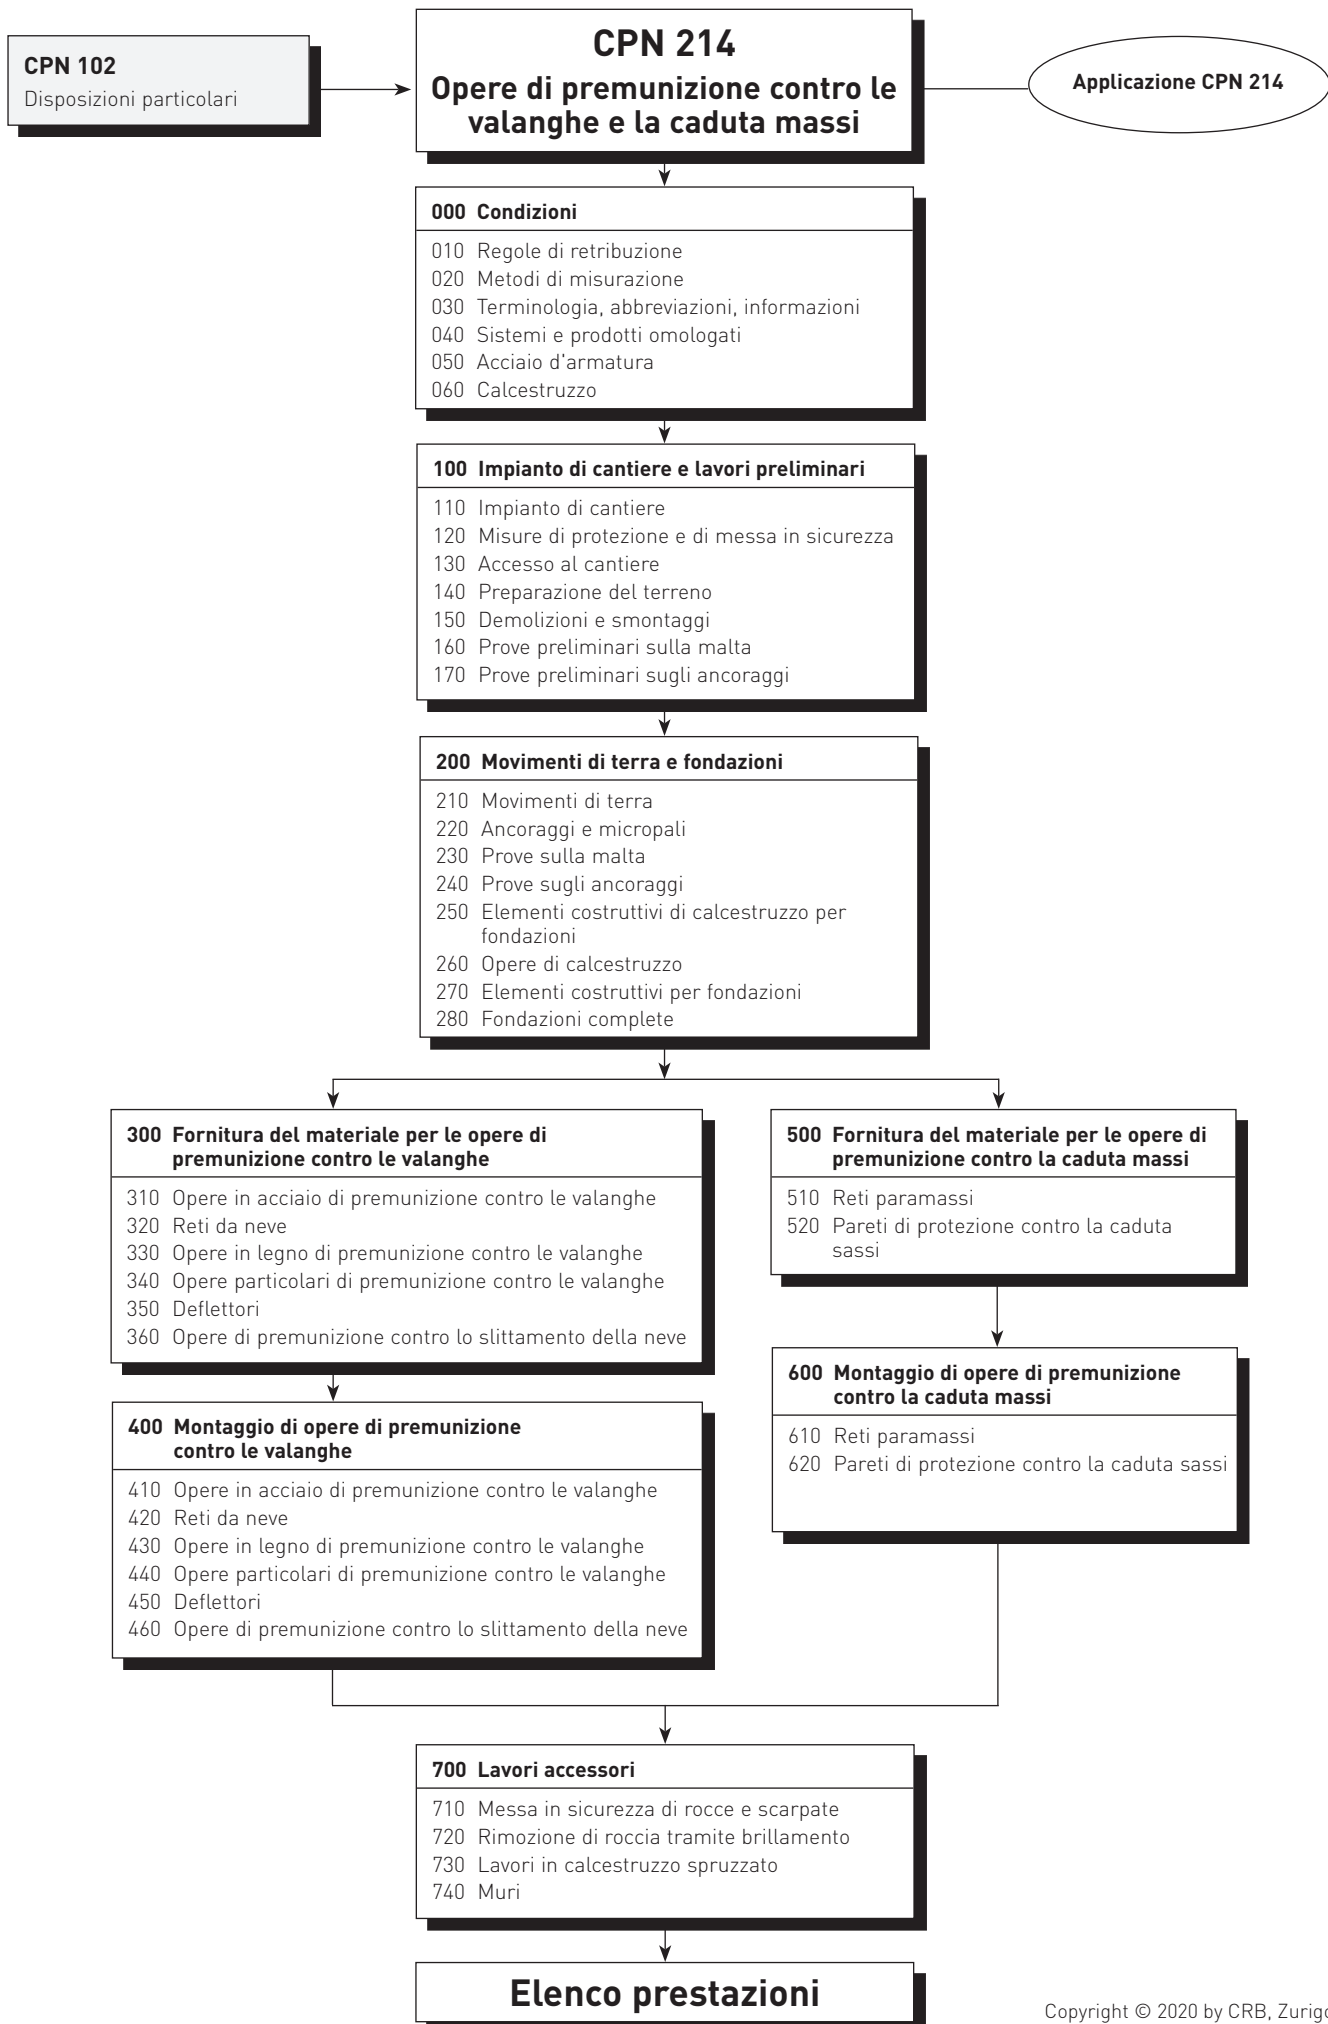 CPN 102
Disposizioni particolari
CPN 214
Opere di premunizione contro le
valanghe e la caduta massi
Applicazione CPN 214
000 Condizioni
010 Regole di retribuzione
020 Metodi di misurazione
030 Terminologia, abbreviazioni, informazioni
040 Sistemi e prodotti omologati
050 Acciaio d'armatura
060 Calcestruzzo
100 Impianto di cantiere e lavori preliminari
110 Impianto di cantiere
120 Misure di protezione e di messa in sicurezza
130 Accesso al cantiere
140 Preparazione del terreno
150 Demolizioni e smontaggi
160 Prove preliminari sulla malta
170 Prove preliminari sugli ancoraggi
200 Movimenti di terra e fondazioni
210 Movimenti di terra
220 Ancoraggi e micropali
230 Prove sulla malta
240 Prove sugli ancoraggi
250 Elementi costruttivi di calcestruzzo per
fondazioni
260 Opere di calcestruzzo
270 Elementi costruttivi per fondazioni
280 Fondazioni complete
300 Fornitura del materiale per le opere di
premunizione contro le valanghe
310 Opere in acciaio di premunizione contro le valanghe
320 Reti da neve
330 Opere in legno di premunizione contro le valanghe
340 Opere particolari di premunizione contro le valanghe
350 Deflettori
360 Opere di premunizione contro lo slittamento della neve
400 Montaggio di opere di premunizione
contro le valanghe
410 Opere in acciaio di premunizione contro le valanghe
420 Reti da neve
430 Opere in legno di premunizione contro le valanghe
440 Opere particolari di premunizione contro le valanghe
450 Deflettori
460 Opere di premunizione contro lo slittamento della neve
500 Fornitura del materiale per le opere di
premunizione contro la caduta massi
510 Reti paramassi
520 Pareti di protezione contro la caduta
sassi
600 Montaggio di opere di premunizione
contro la caduta massi
610 Reti paramassi
620 Pareti di protezione contro la caduta sassi
700 Lavori accessori
710 Messa in sicurezza di rocce e scarpate
720 Rimozione di roccia tramite brillamento
730 Lavori in calcestruzzo spruzzato
740 Muri
Elenco prestazioni
Copyright © 2020 by CRB, Zurigo